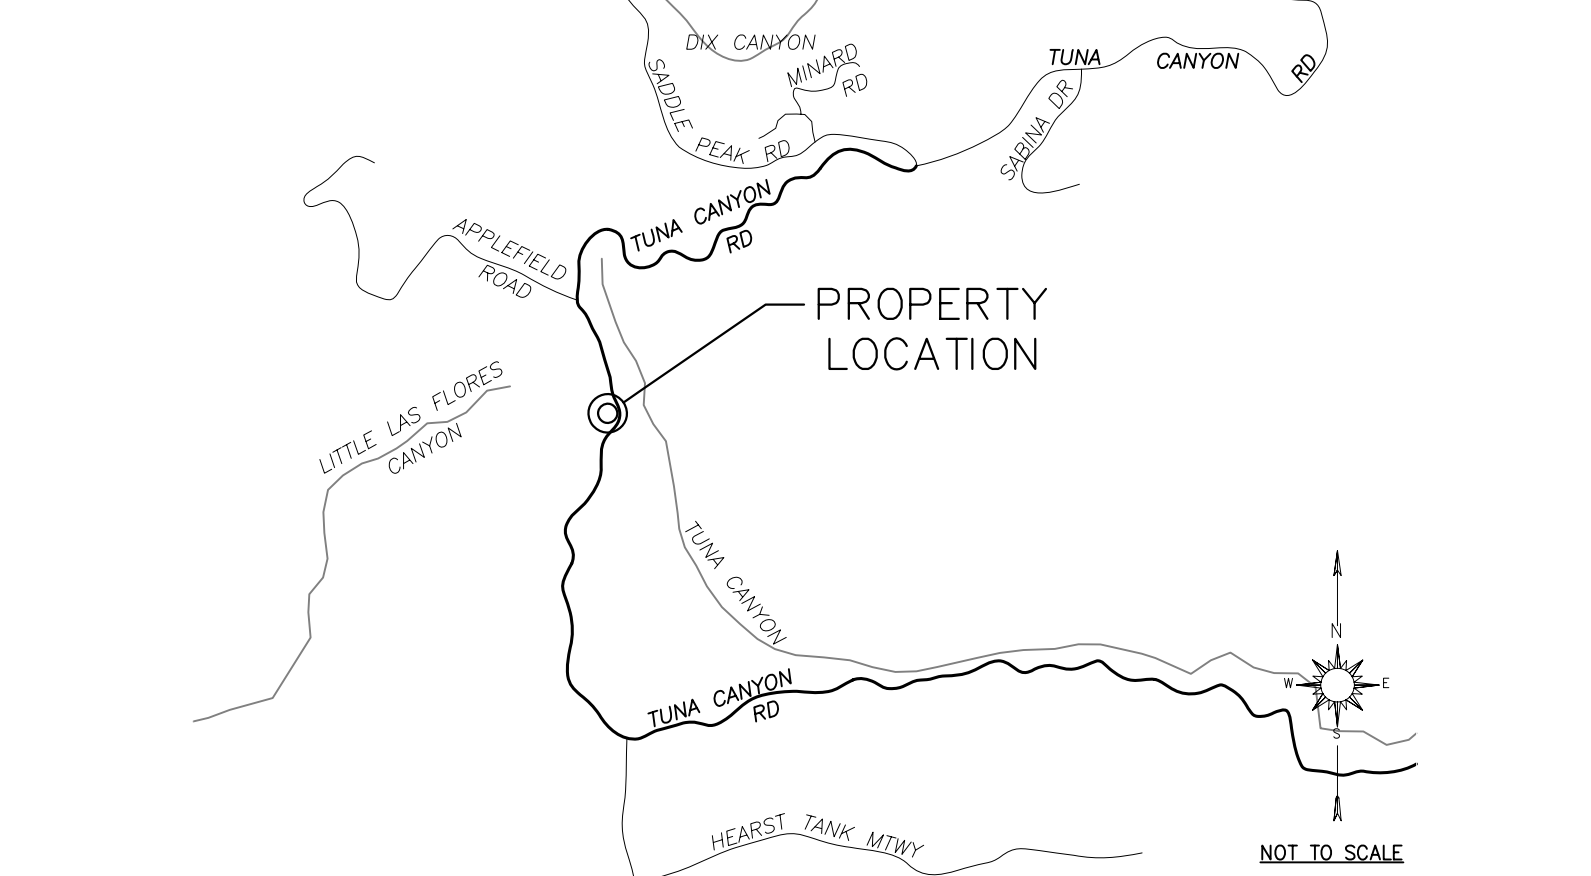 DIX CANYON
MINARD
RD
TUNA CANYON RD
SADDLE PEAK RD
SABINA DR
TUNA CANYON
RD
APPLEFIELD
ROAD
PROPERTY
LOCATION
LITTLE LAS FLORES
CANYON
TUNA CANYON
N
W E
S
TUNA CANYON
RD
HEARST TANK MTWY
NOT TO SCALE